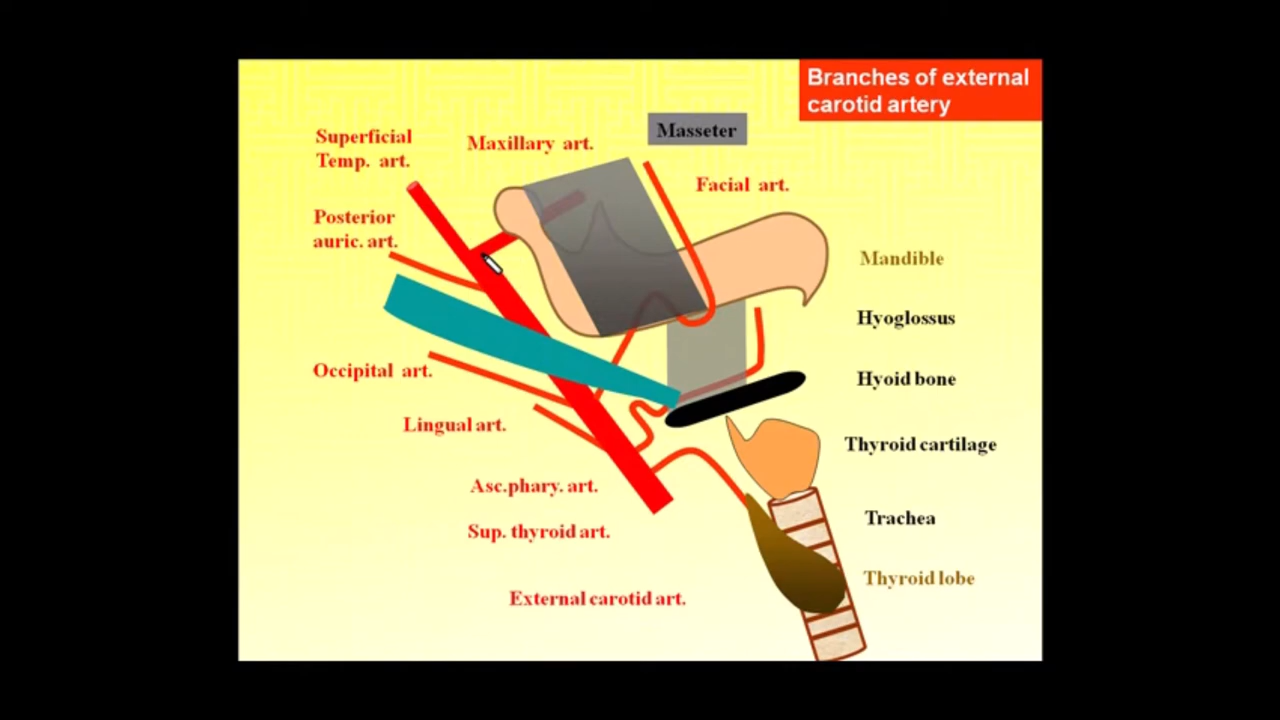 Branches of external
carotid artery
Masseter
Superficial
Temp. art.
Maxillary art.
Facial art.
Posterior
auric. art.
Mandible
Hyoglossus
Occipital art.
Hyoid bone
Lingual art.
Thyroid cartilage
Asc.phary. art.
Trachea
Sup. thyroid art.
Thyroid lobe
External carotid art.